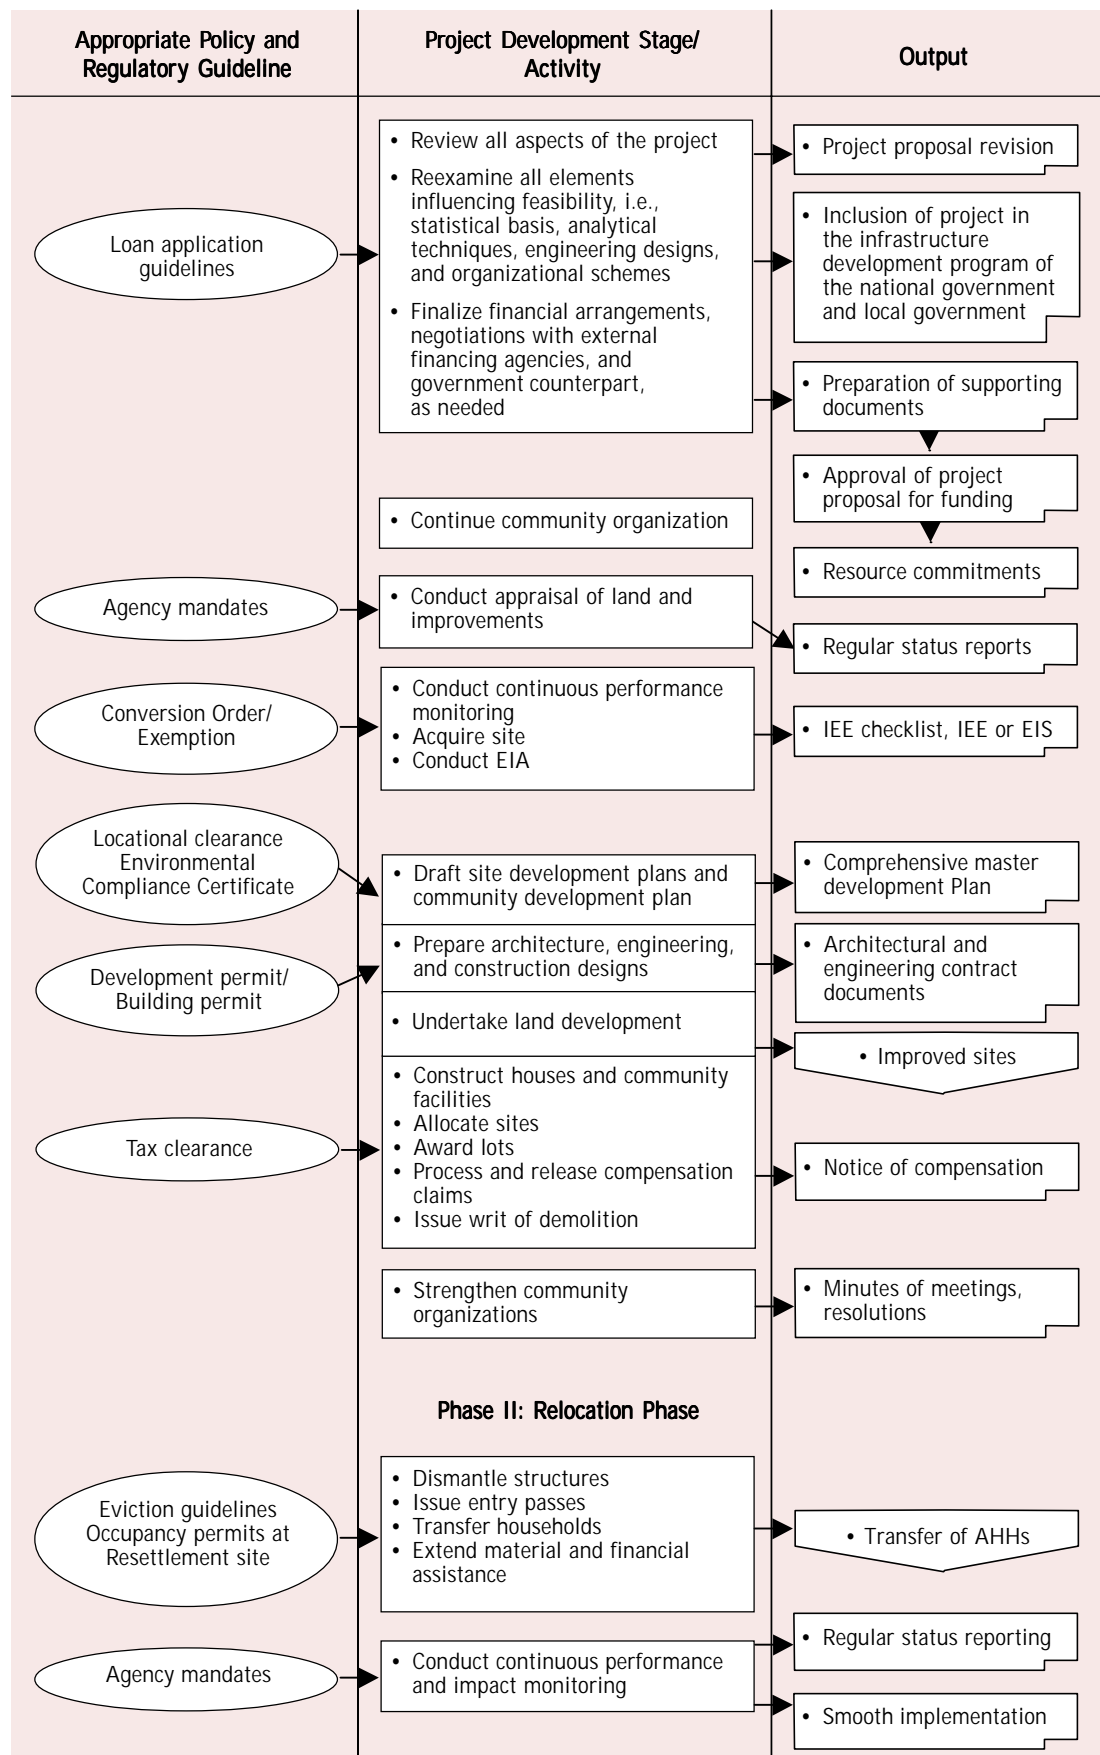 Appropriate Policy and
Regulatory Guideline
Project Development Stage/
Activity
Output
Loan application
guidelines
• Review all aspects of the project
• Reexamine all elements
influencing feasibility, i.e.,
statistical basis, analytical
techniques, engineering designs,
and organizational schemes
• Finalize financial arrangements,
negotiations with external
financing agencies, and
government counterpart,
as needed
• Project proposal revision
• Inclusion of project in
the infrastructure
development program of
the national government
and local government
• Preparation of supporting
documents
• Approval of project
proposal for funding
• Continue community organization
• Resource commitments
Agency mandates
• Conduct appraisal of land and
improvements
• Regular status reports
Conversion Order/
Exemption
• Conduct continuous performance
monitoring
• Acquire site
• Conduct EIA
• IEE checklist, IEE or EIS
Locational clearance
Environmental
Compliance Certificate
• Draft site development plans and
community development plan
• Comprehensive master
development Plan
Development permit/
Building permit
• Prepare architecture, engineering,
and construction designs
• Architectural and
engineering contract
documents
• Undertake land development
• Improved sites
Tax clearance
• Construct houses and community
facilities
• Allocate sites
• Award lots
• Process and release compensation
claims
• Issue writ of demolition
• Notice of compensation
• Strengthen community
organizations
• Minutes of meetings,
resolutions
Phase II: Relocation Phase
Eviction guidelines
Occupancy permits at
Resettlement site
• Dismantle structures
• Issue entry passes
• Transfer households
• Extend material and financial
assistance
• Transfer of AHHs
Agency mandates
• Conduct continuous performance
and impact monitoring
• Regular status reporting
• Smooth implementation